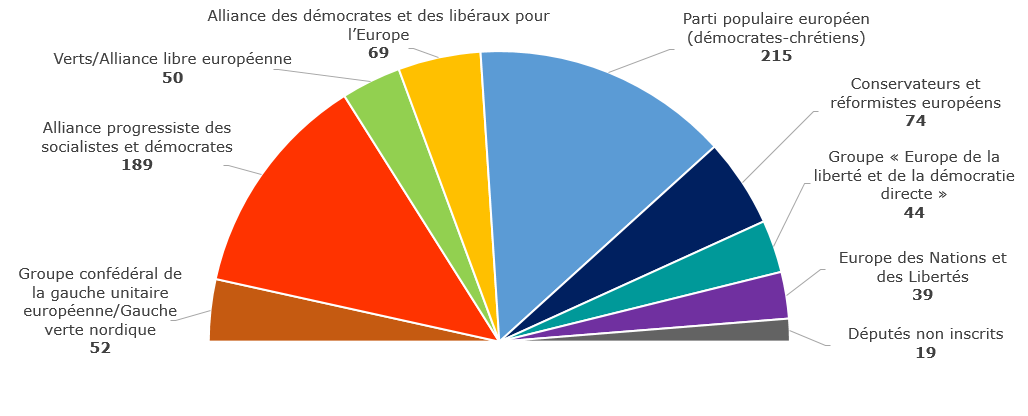 Alliance des démocrates et des libéraux pour
l’Europe
69
Parti populaire européen
(démocrates-chrétiens)
215
Verts/Alliance libre européenne
50
Conservateurs et
réformistes européens
74
Alliance progressiste des
socialistes et démocrates
189
Groupe « Europe de la
liberté et de la démocratie
directe »
44
Groupe confédéral de
la gauche unitaire
européenne/Gauche
verte nordique
52
Europe des Nations et
des Libertés
39
Députés non inscrits
19